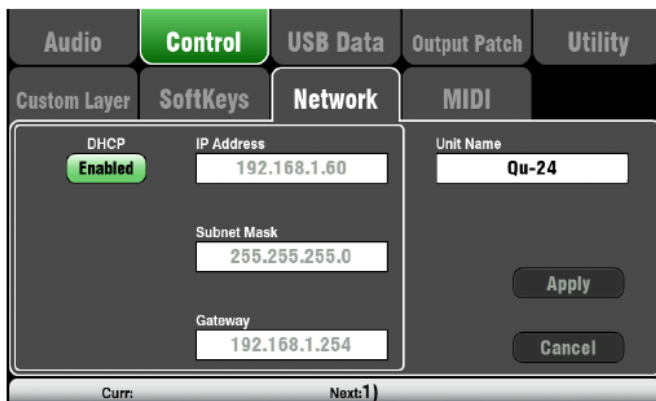 Audio Control USB Data Output Patch Utility
Custom Layer SoftKeys Network MIDI
DHCP IP Address Unit Name
Enabled 192.168.1.60 Qu-24
Subnet Mask
255.255.255.0
Apply
Gateway
192.168.1.254
Cancel
Curr: Next:1)